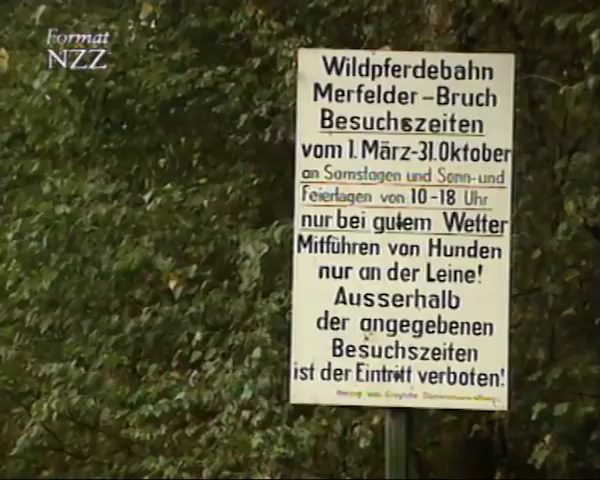 Format
NZZ
Wildpferdebahn
Merfelder-Bruch
Besuchszeiten
vom 1. März-31. Oktober
an Samstagen und Sonn-und
Feiertagen von 10-18 Uhr
nur bei gutem Wetter
Mitführen von Hunden
nur an der Leine!
Ausserhalb
der angegebenen
Besuchszeiten
ist der Eintritt verboten!
Herzog von